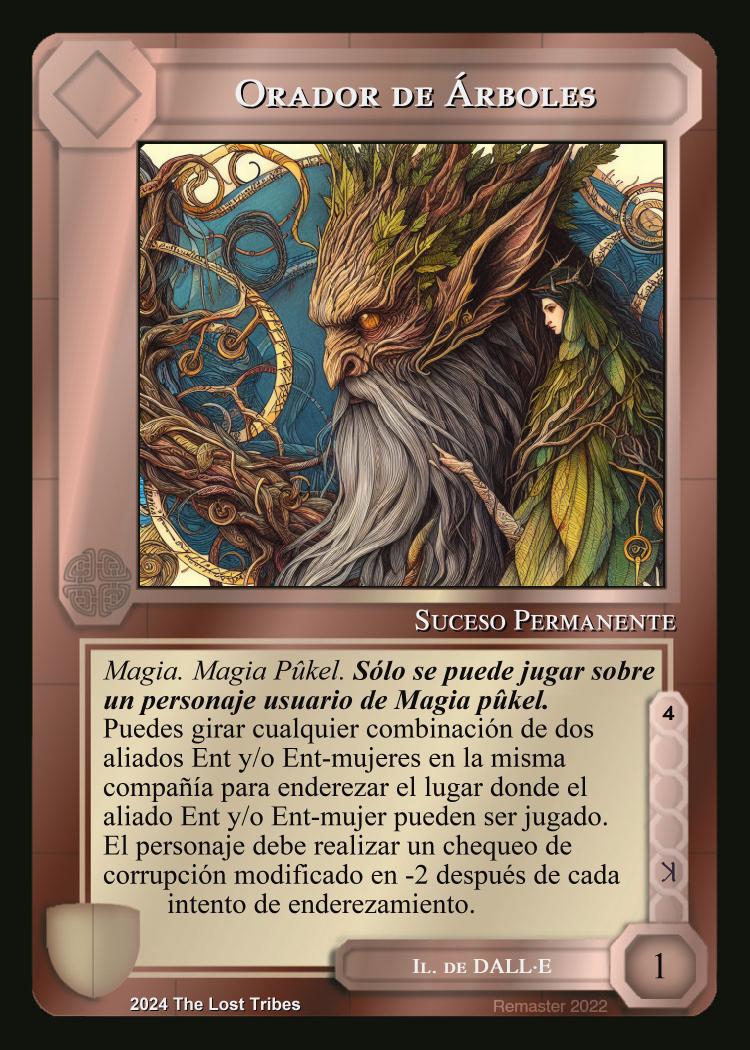 Orador de Árboles
Suceso Permanente
Magia. Magia Pûkel. Sólo se puede jugar sobre
un personaje usuario de Magia pûkel.
Puedes girar cualquier combinación de dos
aliados Ent y/o Ent-mujeres en la misma
compañía para enderezar el lugar donde el
aliado Ent y/o Ent-mujer pueden ser jugado.
El personaje debe realizar un chequeo de
corrupción modificado en -2 después de cada
intento de enderezamiento.
4
Il. de DALL·E
1
2024 The Lost Tribes
Remaster 2022